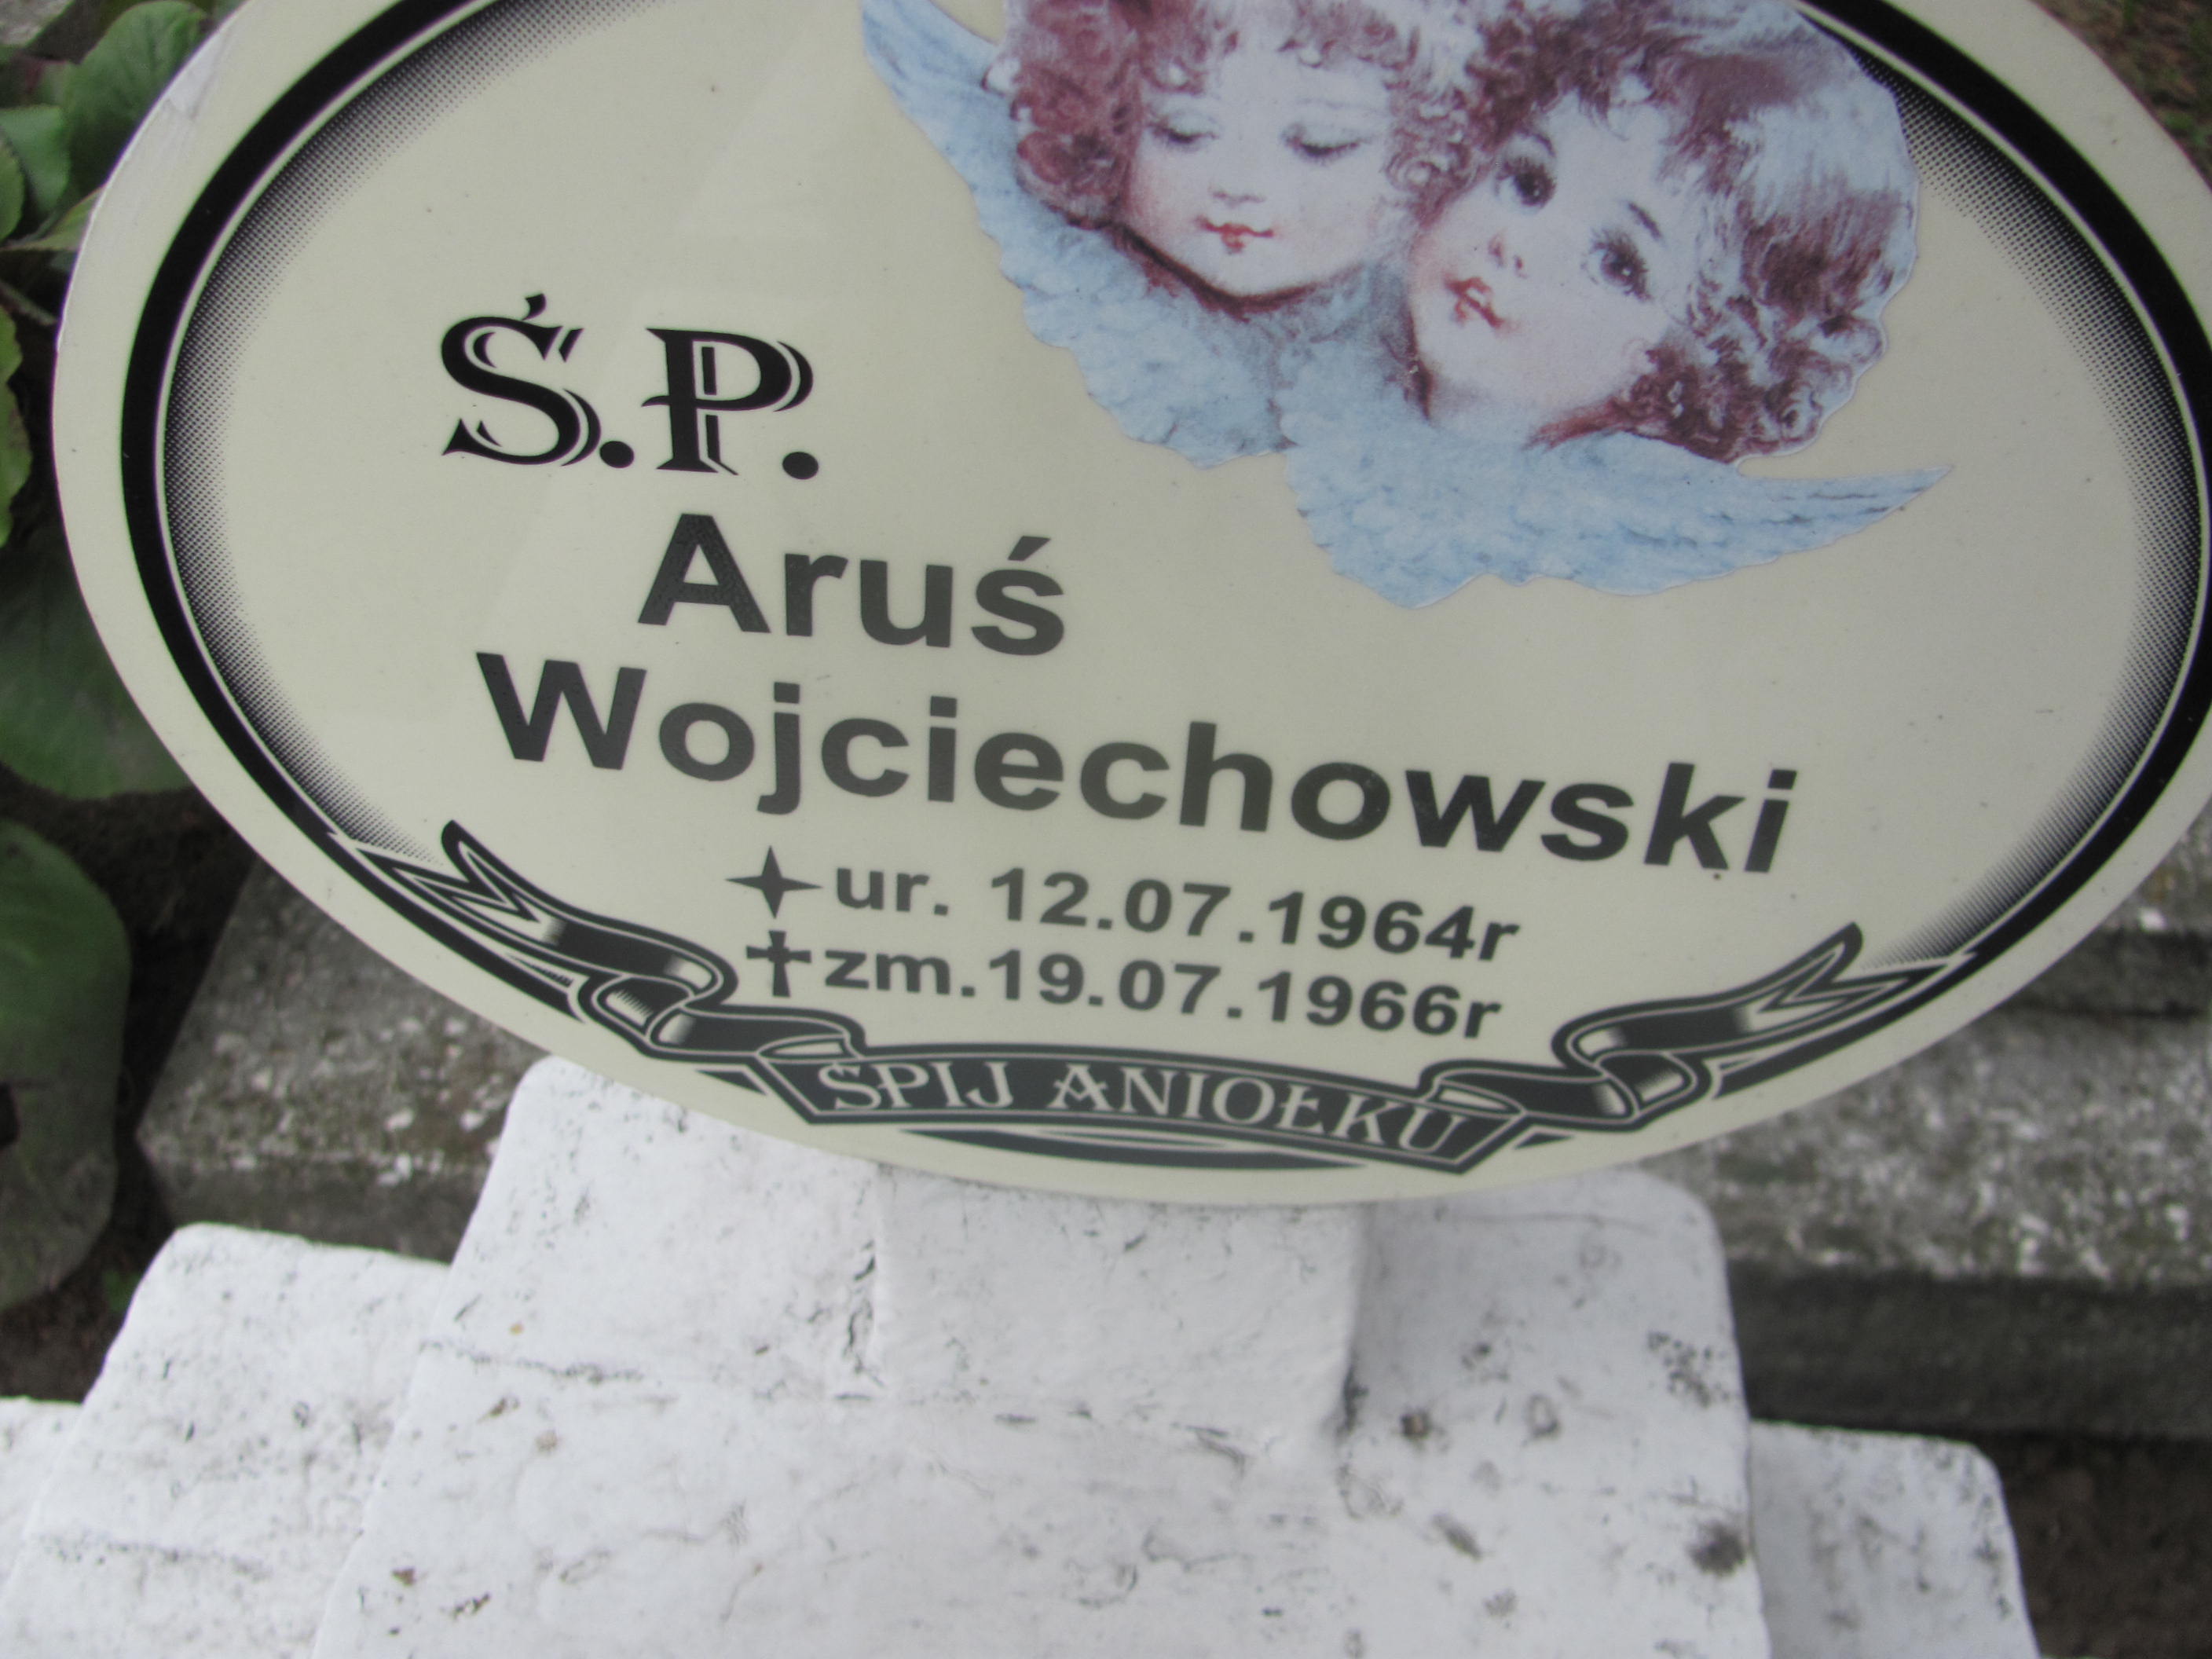 Ś.P.
Aruś
Wojciechowski
ur. 12.07.1964r
zm.19.07.1966r
ŚPIJ ANIOŁKU